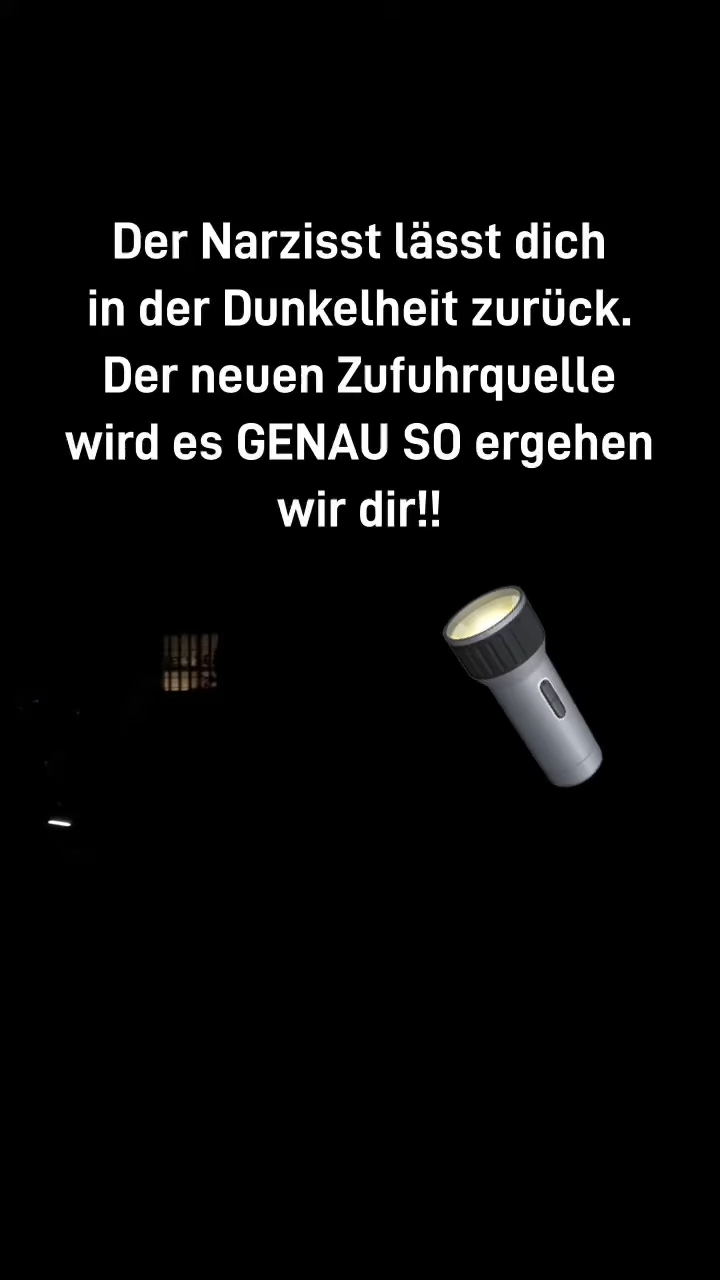 Der Narzisst lässt dich
in der Dunkelheit zurück.
Der neuen Zufuhrquelle
wird es GENAU SO ergehen
wir dir!!